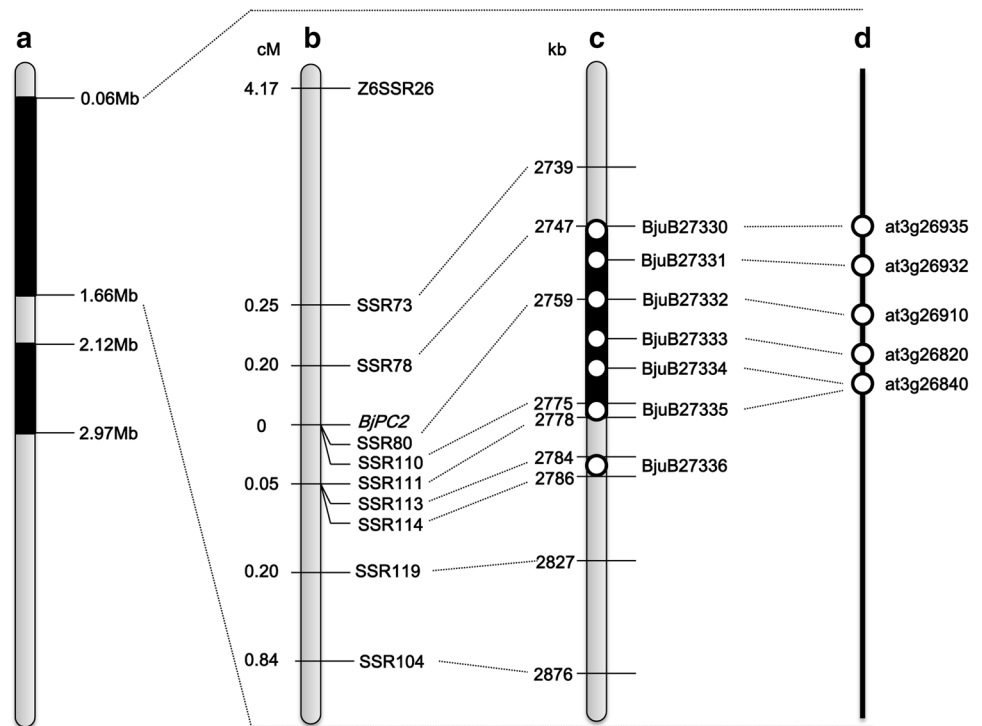 a
b
c
d
cM
kb
0.06Mb
1.66Mb
2.12Mb
2.97Mb
4.17 Z6SSR26
0.25 SSR73
0.20 SSR78
0 BjPC2
SSR80
SSR110
0.05 SSR111
SSR113
SSR114
0.20 SSR119
0.84 SSR104
2739
2747 BjuB27330
BjuB27331
2759 BjuB27332
BjuB27333
BjuB27334
2775
BjuB27335
2778
2784
BjuB27336
2786
2827
2876
at3g26935
at3g26932
at3g26910
at3g26820
at3g26840